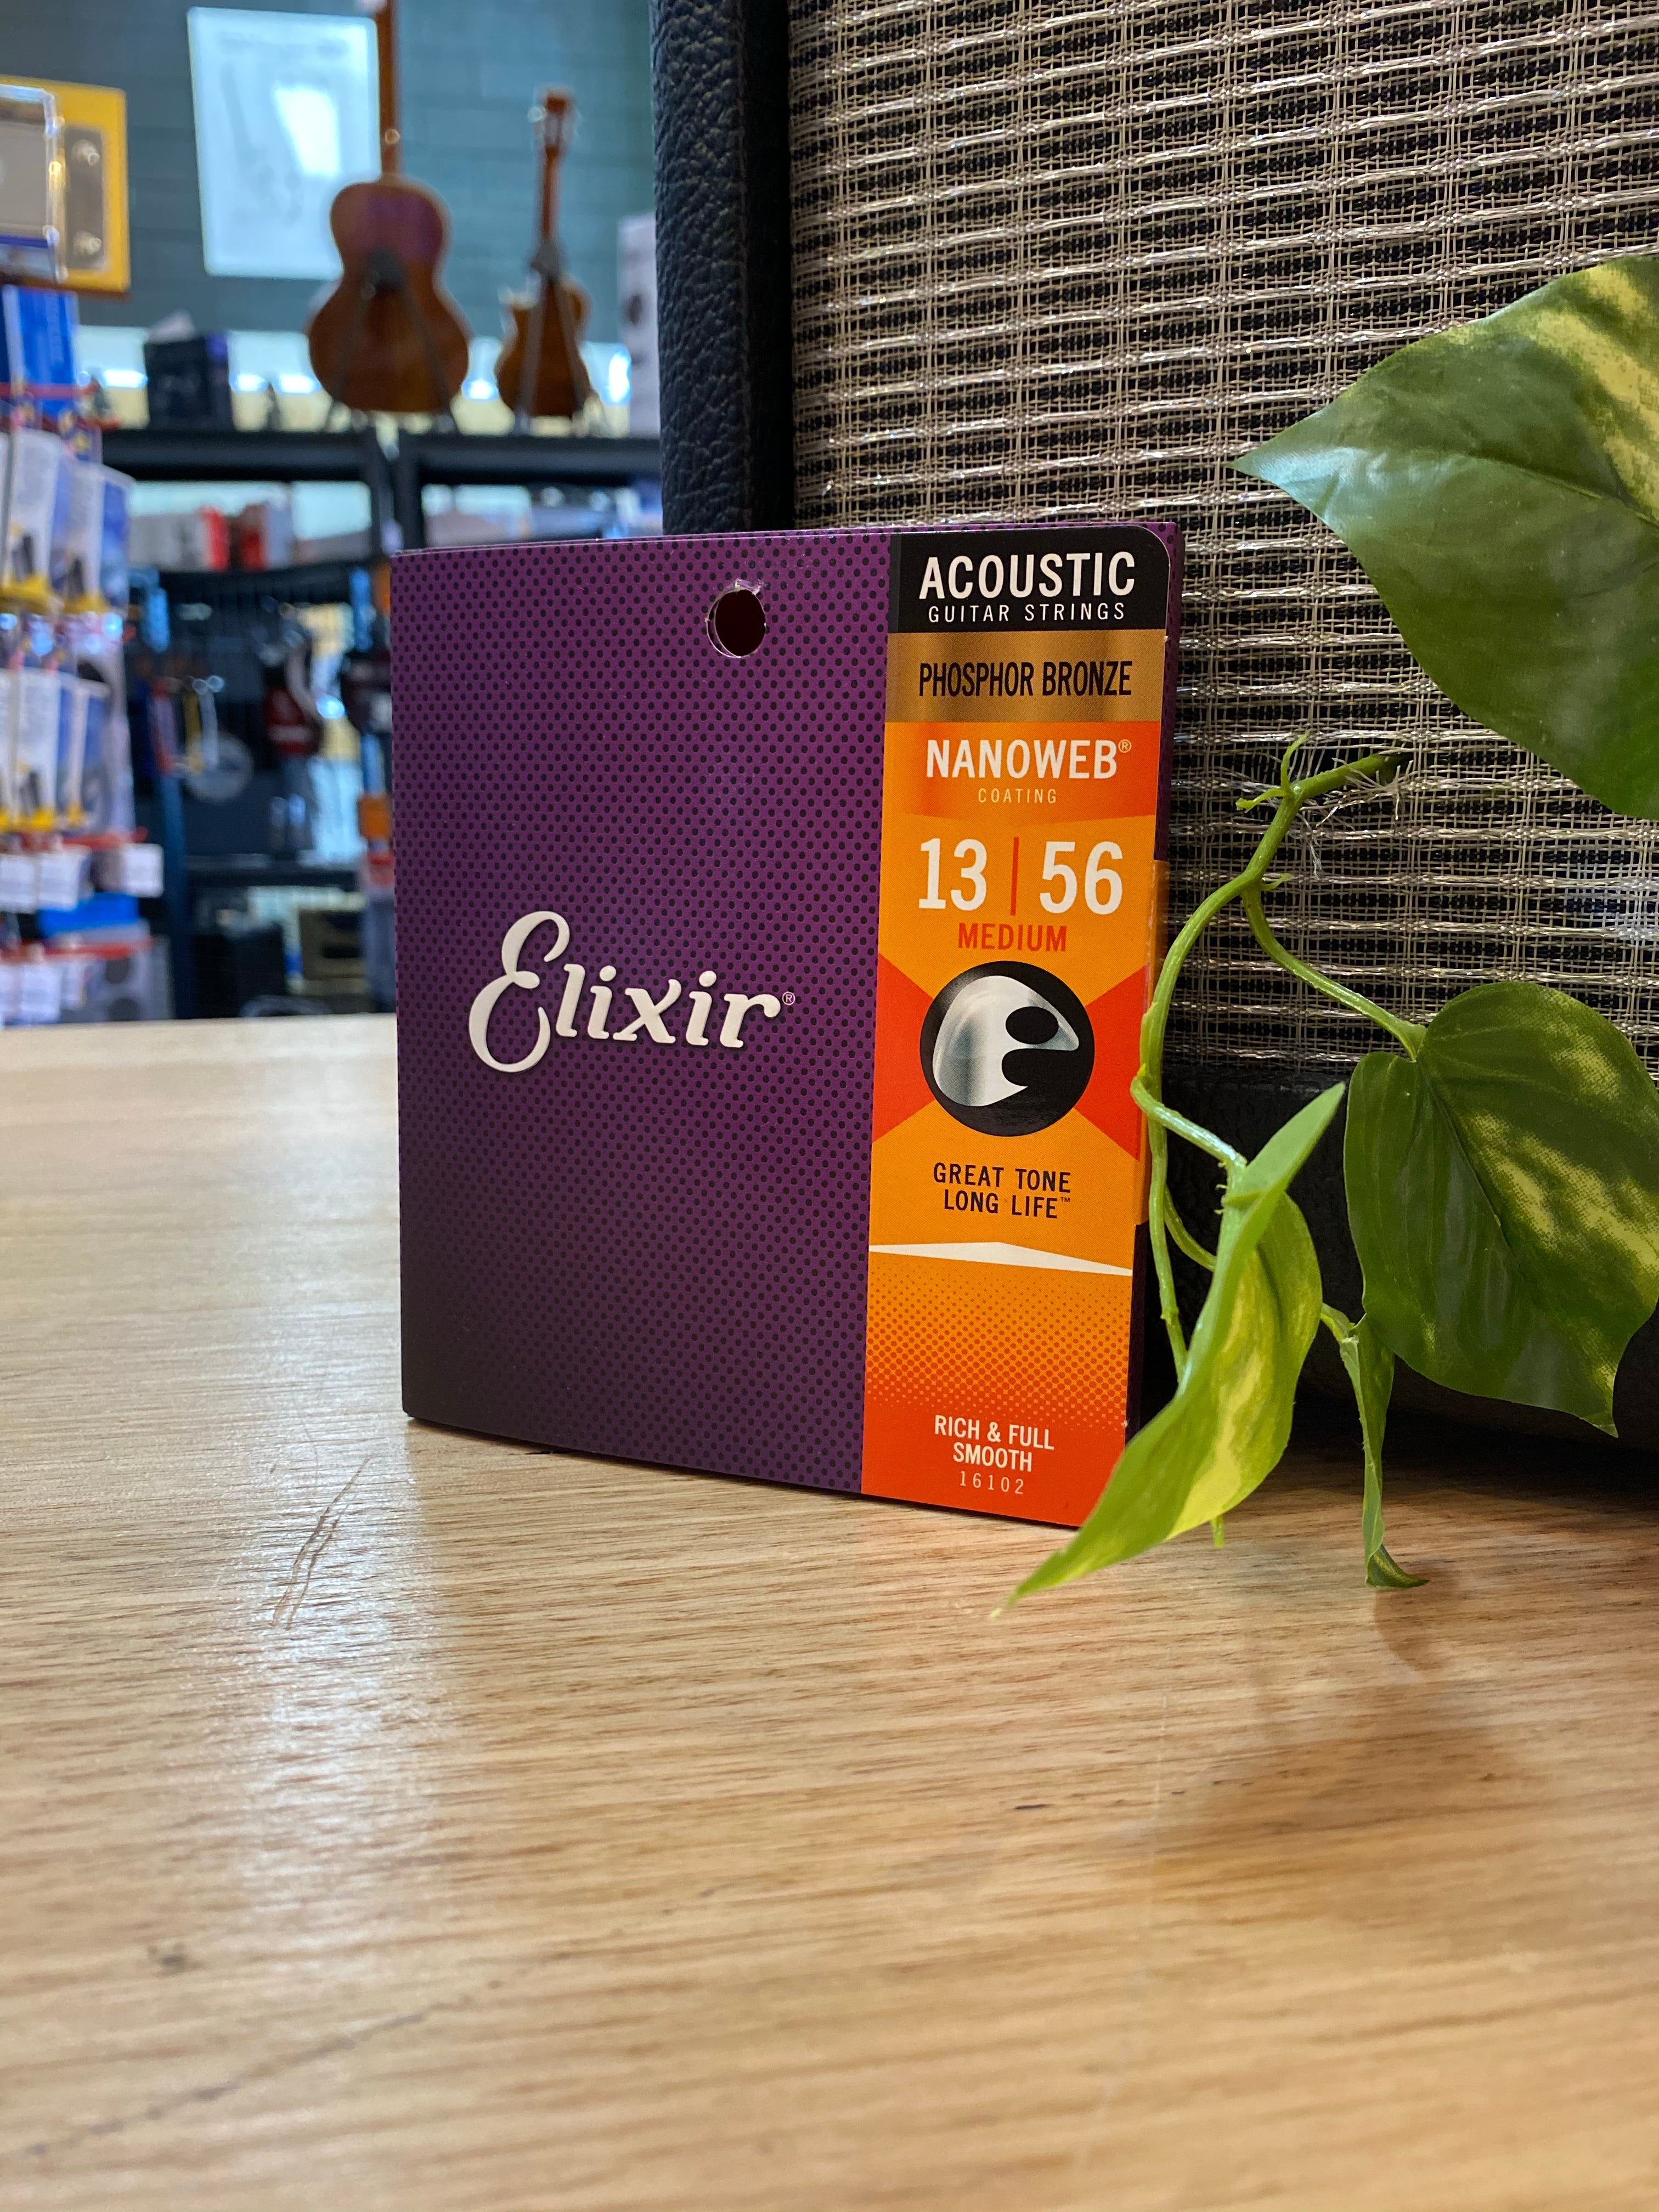 Elixir®
ACOUSTIC
GUITAR STRINGS
PHOSPHOR BRONZE
NANOWEB®
COATING
13 | 56
MEDIUM
GREAT TONE
LONG LIFE™
RICH & FULL
SMOOTH
16102